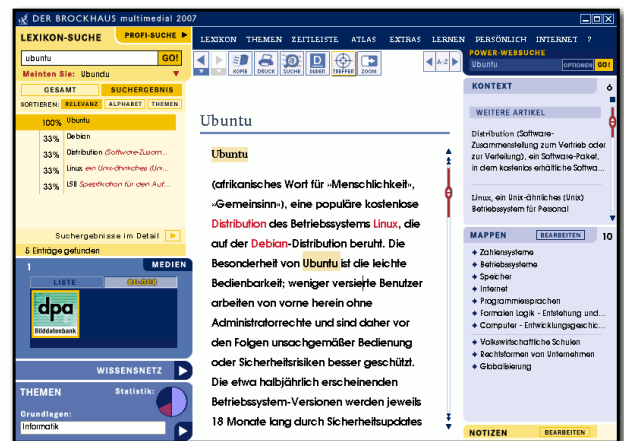 DER BROCKHAUS multimedial 2007
LEXIKON-SUCHE
PROFI-SUCHE
ubuntu
GO!
Meinten Sie: Ubundu
GESAMT
SUCHERGEBNIS
SORTIEREN: RELEVANZ ALPHABET THEMEN
100% Ubuntu
33% Debian
33% Distribution (Software-Zusam...
33% Linux ein Unix-ähnliches (Uni...
33% LSB Spezifikation für den Auf...
Suchergebnisse im Detail
5 Einträge gefunden
1 MEDIEN
LISTE BILDER
dpa
Bilddatenbank
WISSENSNETZ
THEMEN
Statistik:
Grundlagen:
Informatik
LEXIKON THEMEN ZEITLEISTE ATLAS EXTRAS LERNEN PERSÖNLICH INTERNET ?
KOPIE DRUCK SUCHE DUDEN TREFFER ZOOM
A-Z
Ubuntu
Ubuntu
(afrikanisches Wort für »Menschlichkeit«,
»Gemeinsinn«), eine populäre kostenlose
Distribution des Betriebssystems Linux, die
auf der Debian-Distribution beruht. Die
Besonderheit von Ubuntu ist die leichte
Bedienbarkeit; weniger versierte Benutzer
arbeiten von vorne herein ohne
Administratorrechte und sind daher vor
den Folgen unsachgemäßer Bedienung
oder Sicherheitsrisiken besser geschützt.
Die etwa halbjährlich erscheinenden
Betriebssystem-Versionen werden jeweils
18 Monate lang durch Sicherheitsupdates
POWER-WEBSUCHE
Ubuntu
OPTIONEN GO!
KONTEXT 6
WEITERE ARTIKEL
Distribution (Software-
Zusammenstellung zum Vertrieb oder
zur Verteilung), ein Software-Paket,
in dem kostenlos erhältliche Softwa...
Linux, ein Unix-ähnliches (Unix)
Betriebssystem für Personal
MAPPEN BEARBEITEN 10
Zahlensysteme
Betriebssysteme
Speicher
Internet
Programmiersprachen
Formalen Logik - Entstehung und...
Computer - Entwicklungsgeschic...
Volkswirtschaftliche Schulen
Rechtsformen von Unternehmen
Globalisierung
NOTIZEN BEARBEITEN